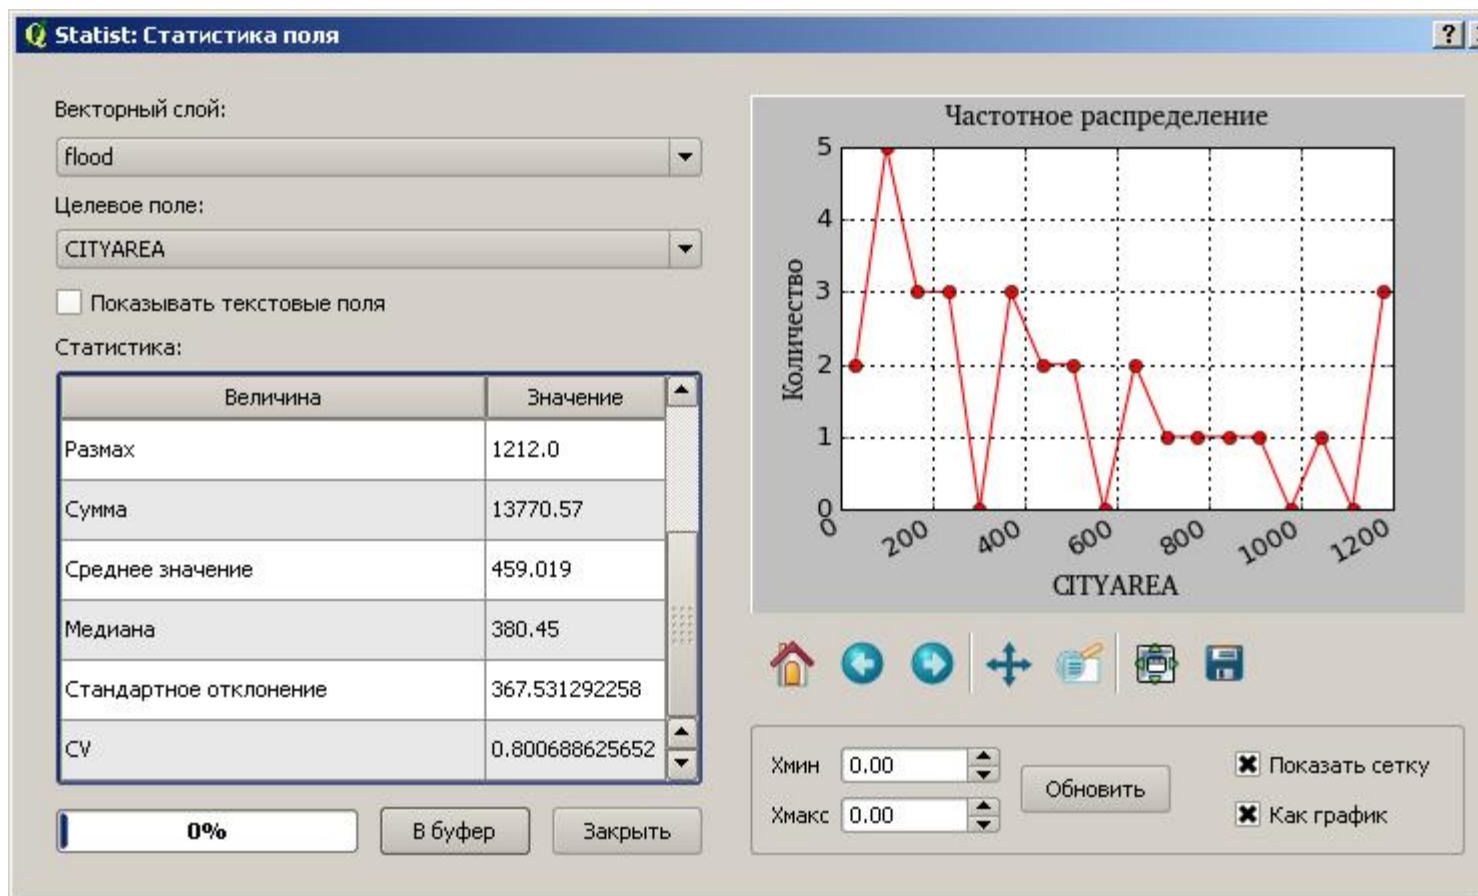 Statist: Статистика поля
?
Векторный слой:
flood
Целевое поле:
CITYAREA
Показывать текстовые поля
Статистика:
Величина Значение
Размах 1212.0
Сумма 13770.57
Среднее значение 459.019
Медиана 380.45
Стандартное отклонение 367.531292258
CV 0.800688625652
0%
В буфер
Закрыть
Частотное распределение
Количество
5
4
3
2
1
0
0 200 400 600 800 1000 1200
CITYAREA
Xмин 0.00
Xмакс 0.00
Обновить
Показать сетку
Как график